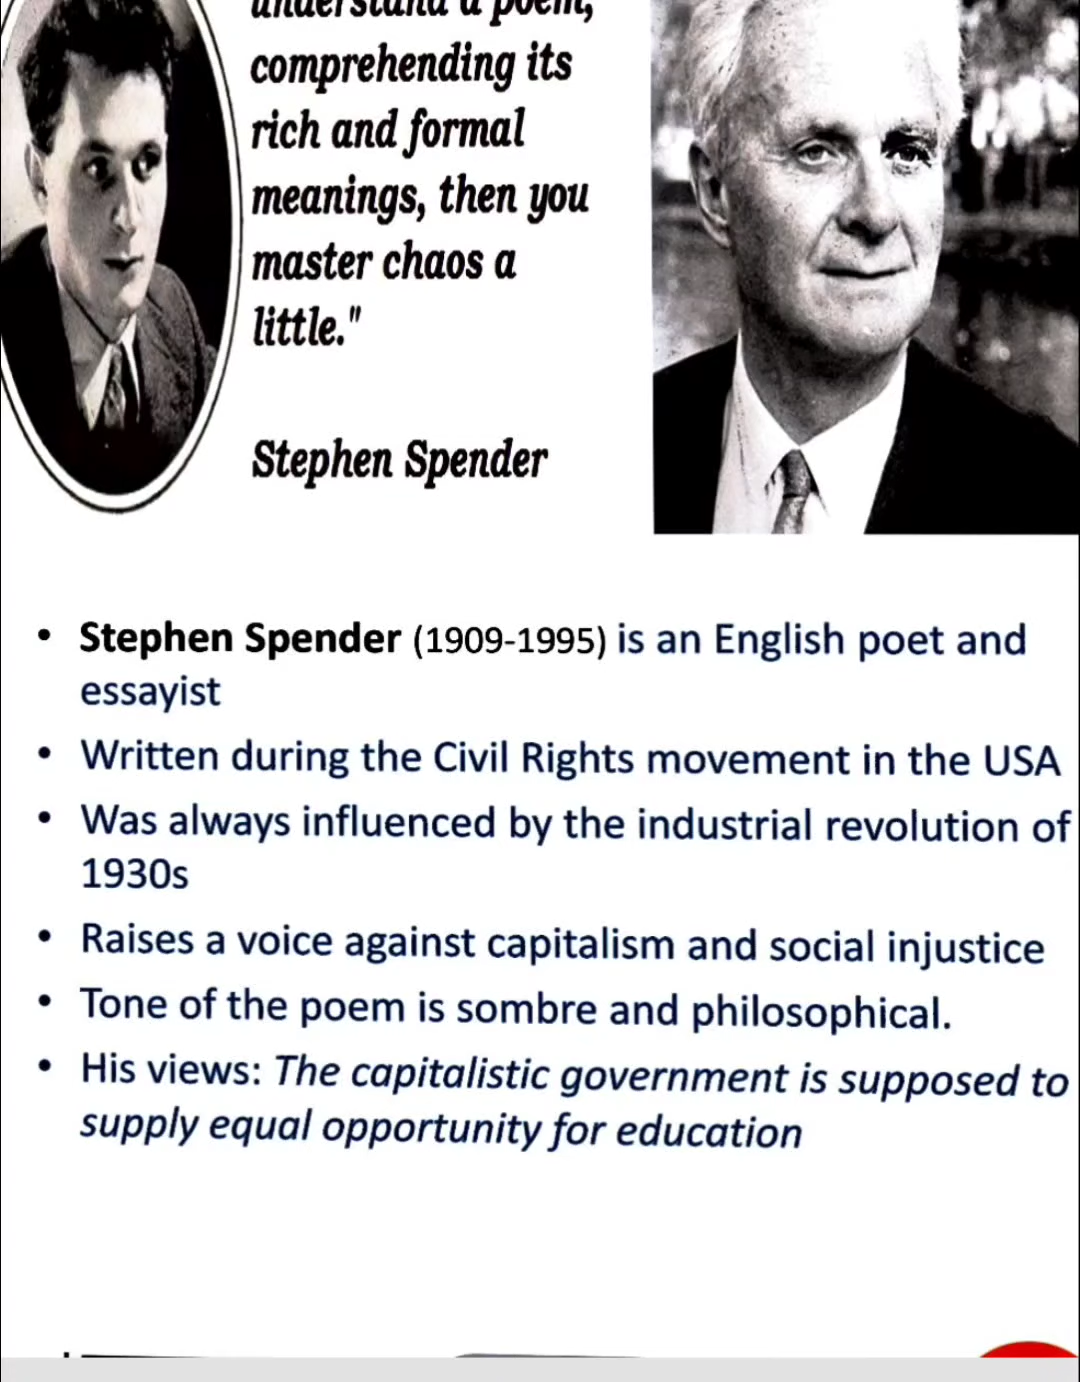 understand a poem,
comprehending its
rich and formal
meanings, then you
master chaos a
little."
Stephen Spender
• Stephen Spender (1909-1995) is an English poet and
essayist
• Written during the Civil Rights movement in the USA
• Was always influenced by the industrial revolution of
1930s
• Raises a voice against capitalism and social injustice
• Tone of the poem is sombre and philosophical.
• His views: The capitalistic government is supposed to
supply equal opportunity for education